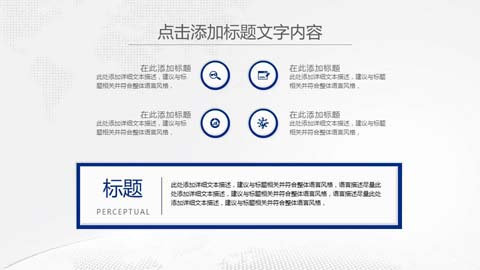 点击添加标题文字内容
在此添加标题
此处添加详细文本描述，建议与标
题相关并符合整体语言风格，
在此添加标题
此处添加详细文本描述，建议与标
题相关并符合整体语言风格，
在此添加标题
此处添加详细文本描述，建议与标
题相关并符合整体语言风格，
在此添加标题
此处添加详细文本描述，建议与标
题相关并符合整体语言风格，
标题
PERCEPTUAL
此处添加详细文本描述，建议与标题相关并符合整体语言风格，语言描述尽量此
处添加详细文本描述，建议与标题相关并符合整体语言风格，语言描述尽量此处
添加详细文本描述，建议与标题相关并符合整体语言风格，